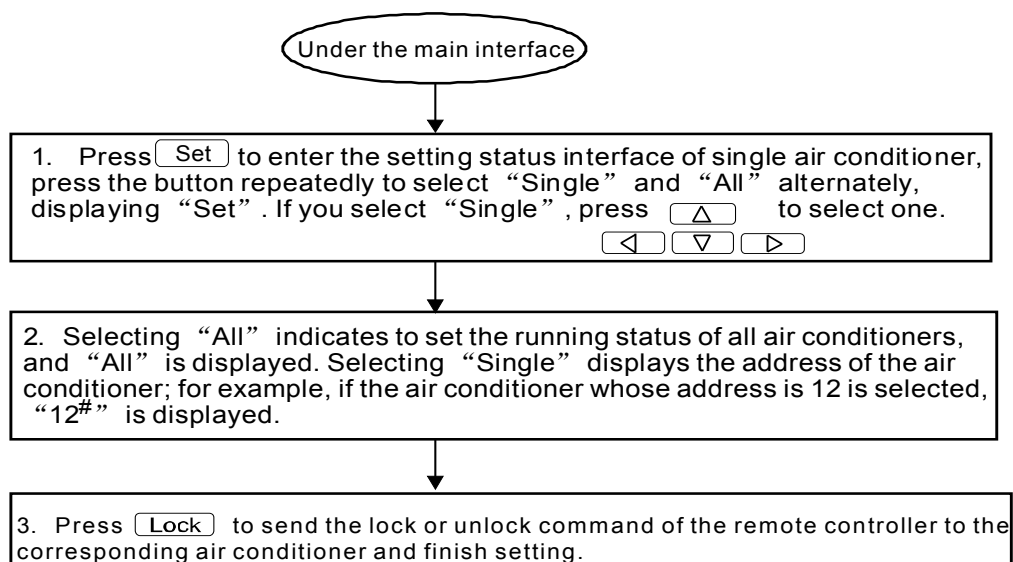 Under the main interface
1. Press Set to enter the setting status interface of single air conditioner,
press the button repeatedly to select “Single” and “All” alternately,
displaying “Set”. If you select “Single”, press △ to select one.
◁ ▽ ▷
2. Selecting “All” indicates to set the running status of all air conditioners,
and “All” is displayed. Selecting “Single” displays the address of the air
conditioner; for example, if the air conditioner whose address is 12 is selected,
“12#” is displayed.
3. Press Lock to send the lock or unlock command of the remote controller to the
corresponding air conditioner and finish setting.